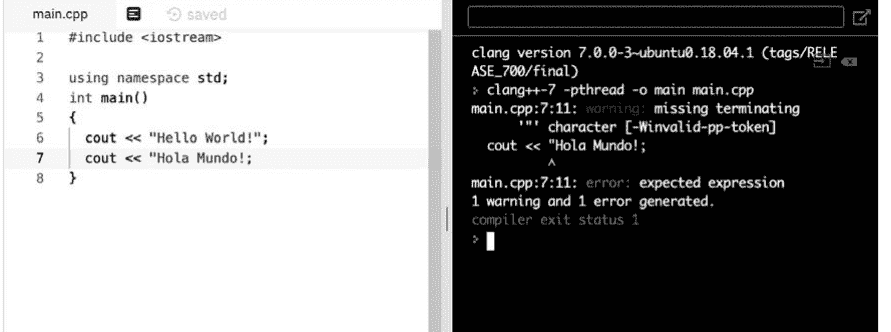 main.cpp
saved
1 #include <iostream>
2
3 using namespace std;
4 int main()
5 {
6 cout << "Hello World!";
7 cout << "Hola Mundo!;
8 }
clang version 7.0.0-3~ubuntu0.18.04.1 (tags/RELE
ASE_700/final)
> clang++-7 -pthread -o main main.cpp
main.cpp:7:11: warning: missing terminating
'"' character [-Winvalid-pp-token]
cout << "Hola Mundo!;
^
main.cpp:7:11: error: expected expression
1 warning and 1 error generated.
compiler exit status 1
>